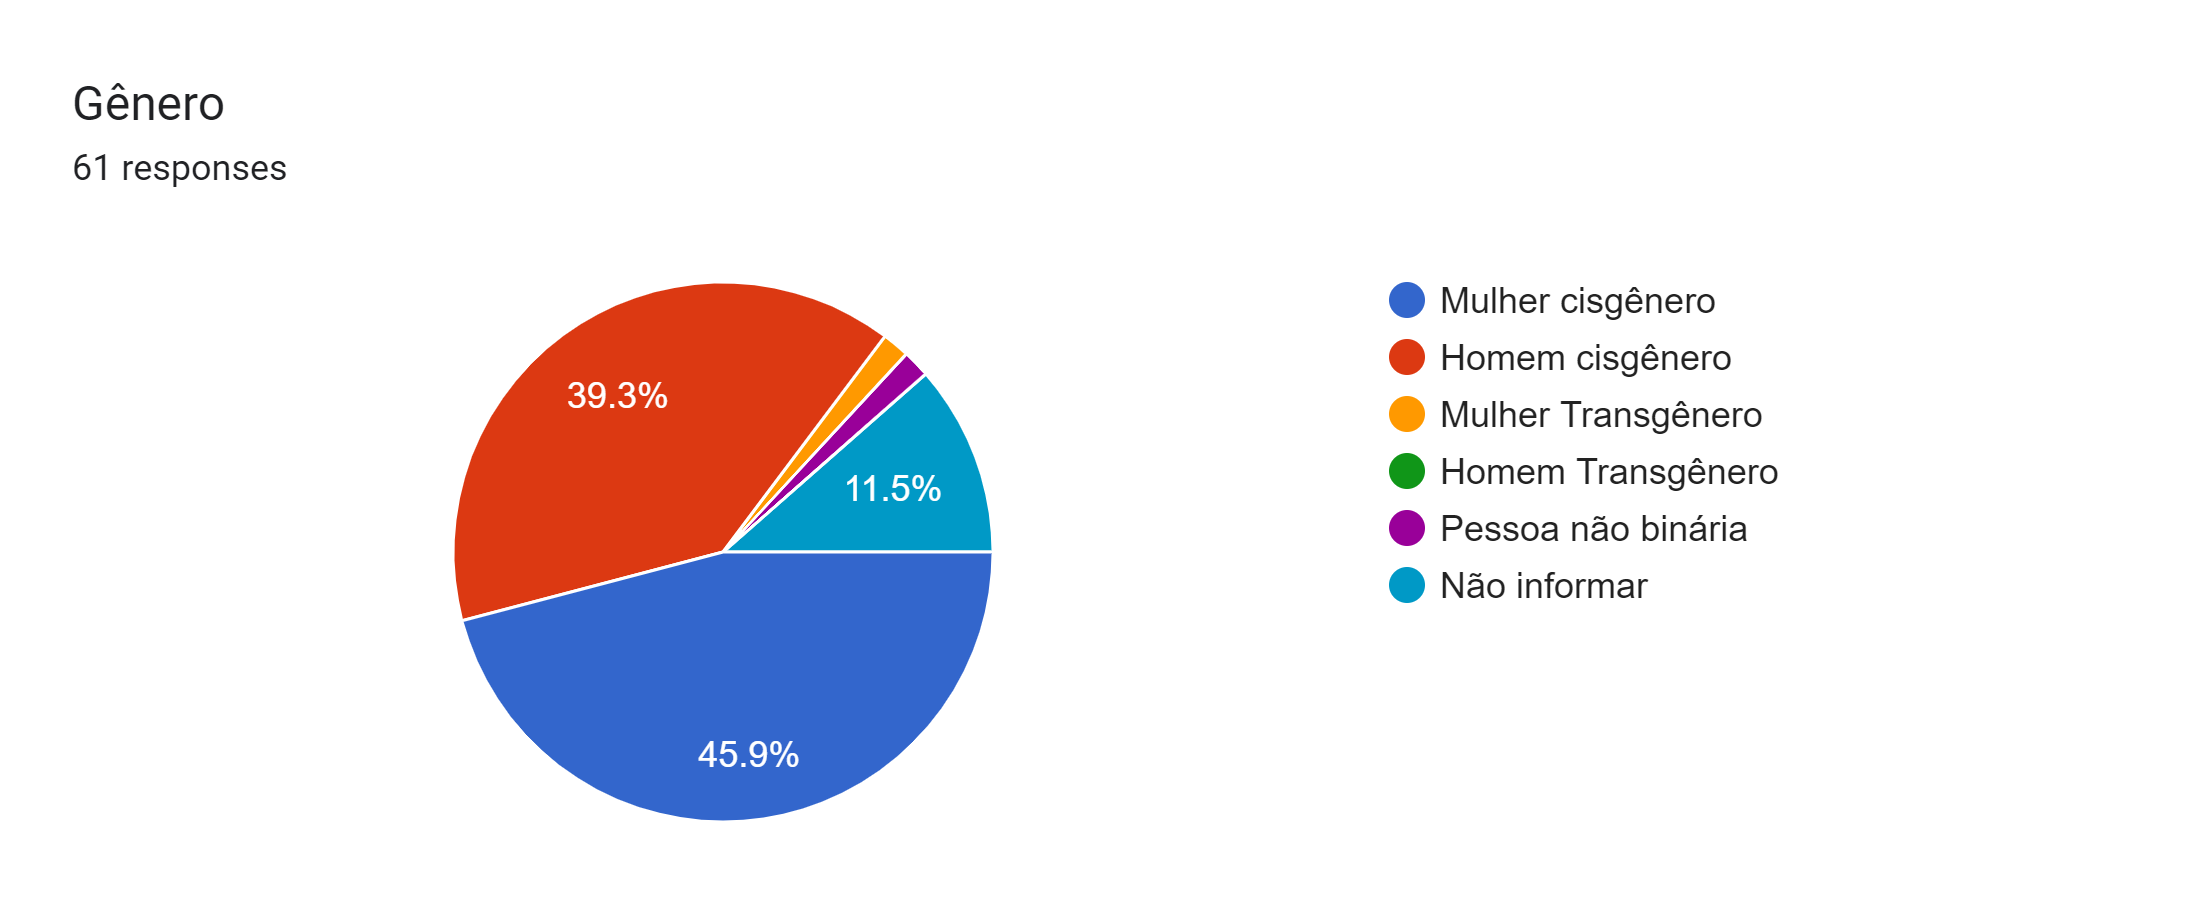 Gênero
61 responses
39.3%
11.5%
45.9%
Mulher cisgênero
Homem cisgênero
Mulher Transgênero
Homem Transgênero
Pessoa não binária
Não informar